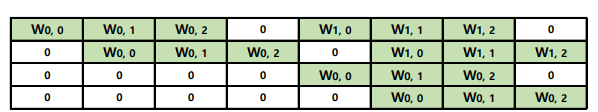 W0, 0 W0, 1 W0, 2 0 W1, 0 W1, 1 W1, 2 0
0 W0, 0 W0, 1 W0, 2 0 W1, 0 W1, 1 W1, 2
0 0 0 0 W0, 0 W0, 1 W0, 2 0
0 0 0 0 0 W0, 0 W0, 1 W0, 2